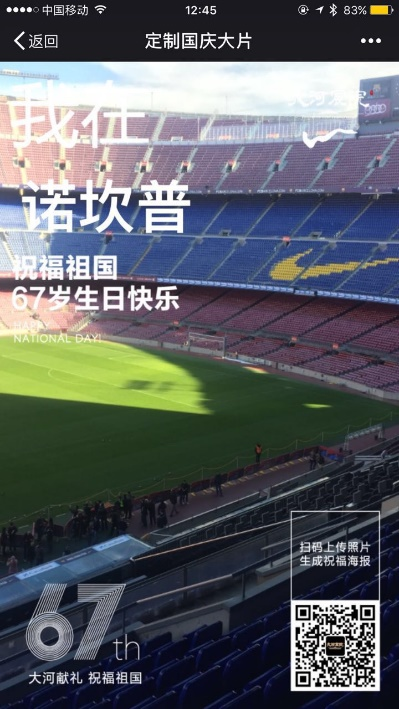 中国移动
12:45
83%
返回
定制国庆大片
我在
诺坎普
祝福祖国
67岁生日快乐
HAPPY
NATIONAL DAY!
扫码上传照片
生成祝福海报
67th
大河献礼 祝福祖国